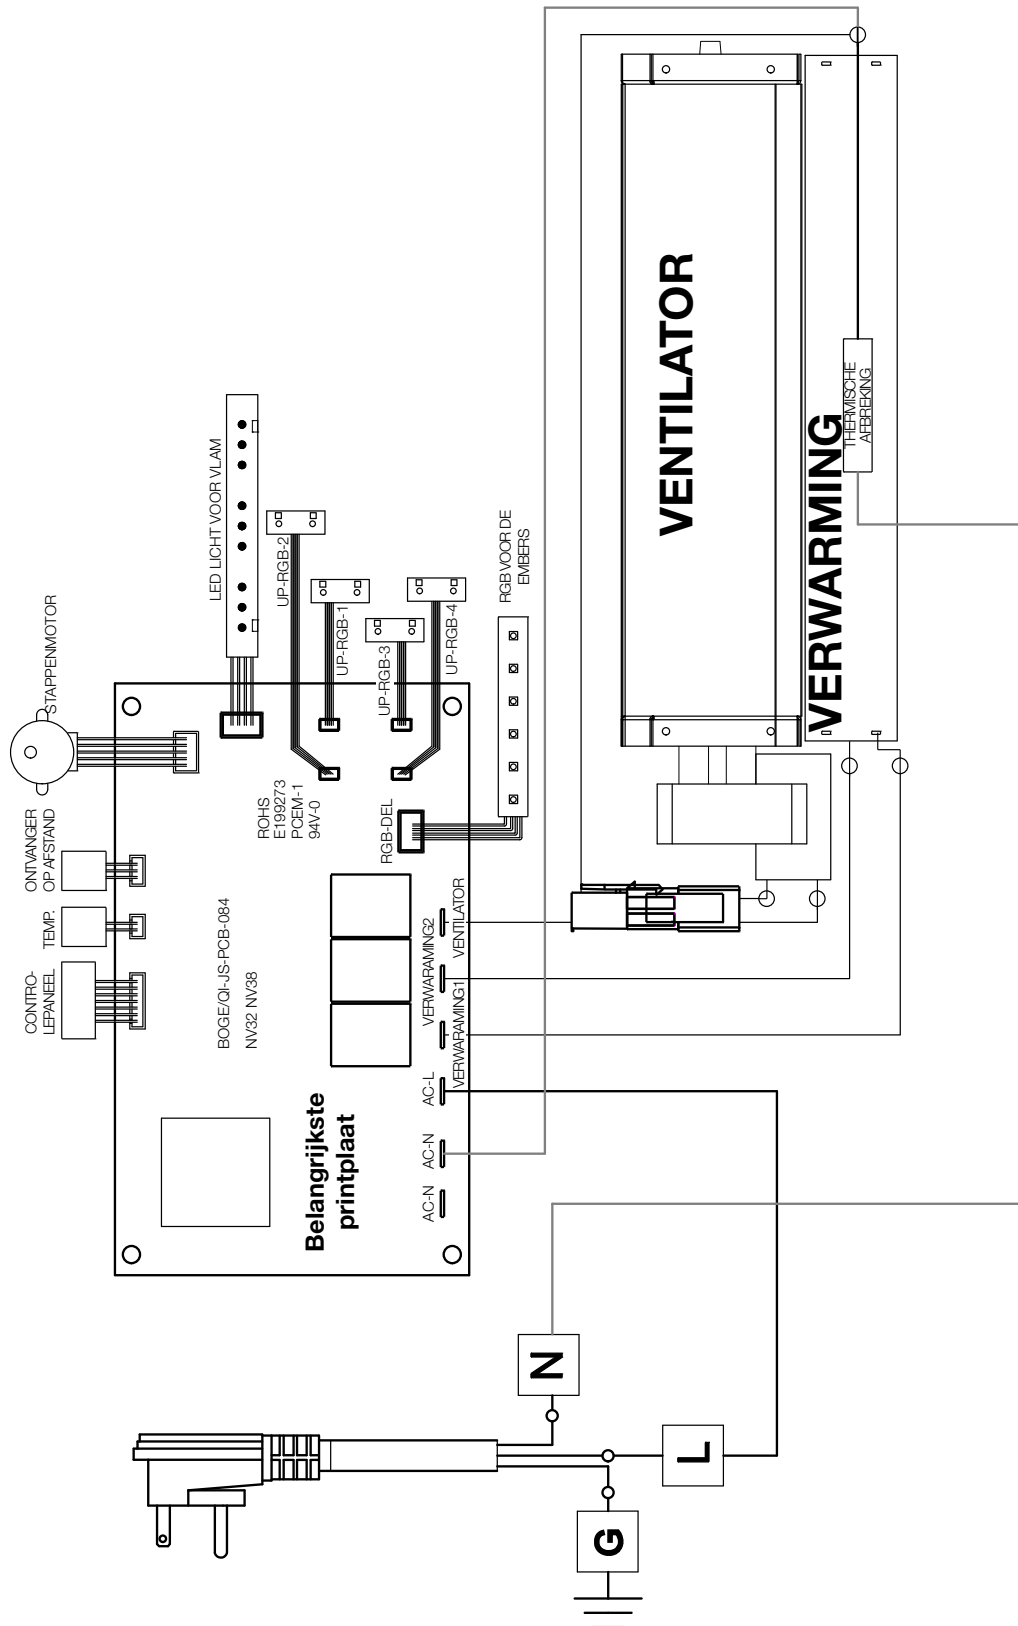 STAPPENMOTOR
LED LICHT VOOR VLAM
UP-RGB-2
UP-RGB-1
UP-RGB-3
UP-RGB-4
RGB VOOR DE
EMBERS
VENTILATOR
VERWARMING
THERMISCHE
AFBREKING
ONTVANGER
OP AFSTAND
TEMP.
CONTRO-
LEPANEEL
ROHS
E199273
PCEM-1
94V-0
RGB-DEL
BOGE/QI-JS-PCB-084
NV32 NV38
VENTILATOR
VERWARAMING2
VERWARAMING1
AC-L
AC-N
AC-N
Belangrijkste
printplaat
N
L
G